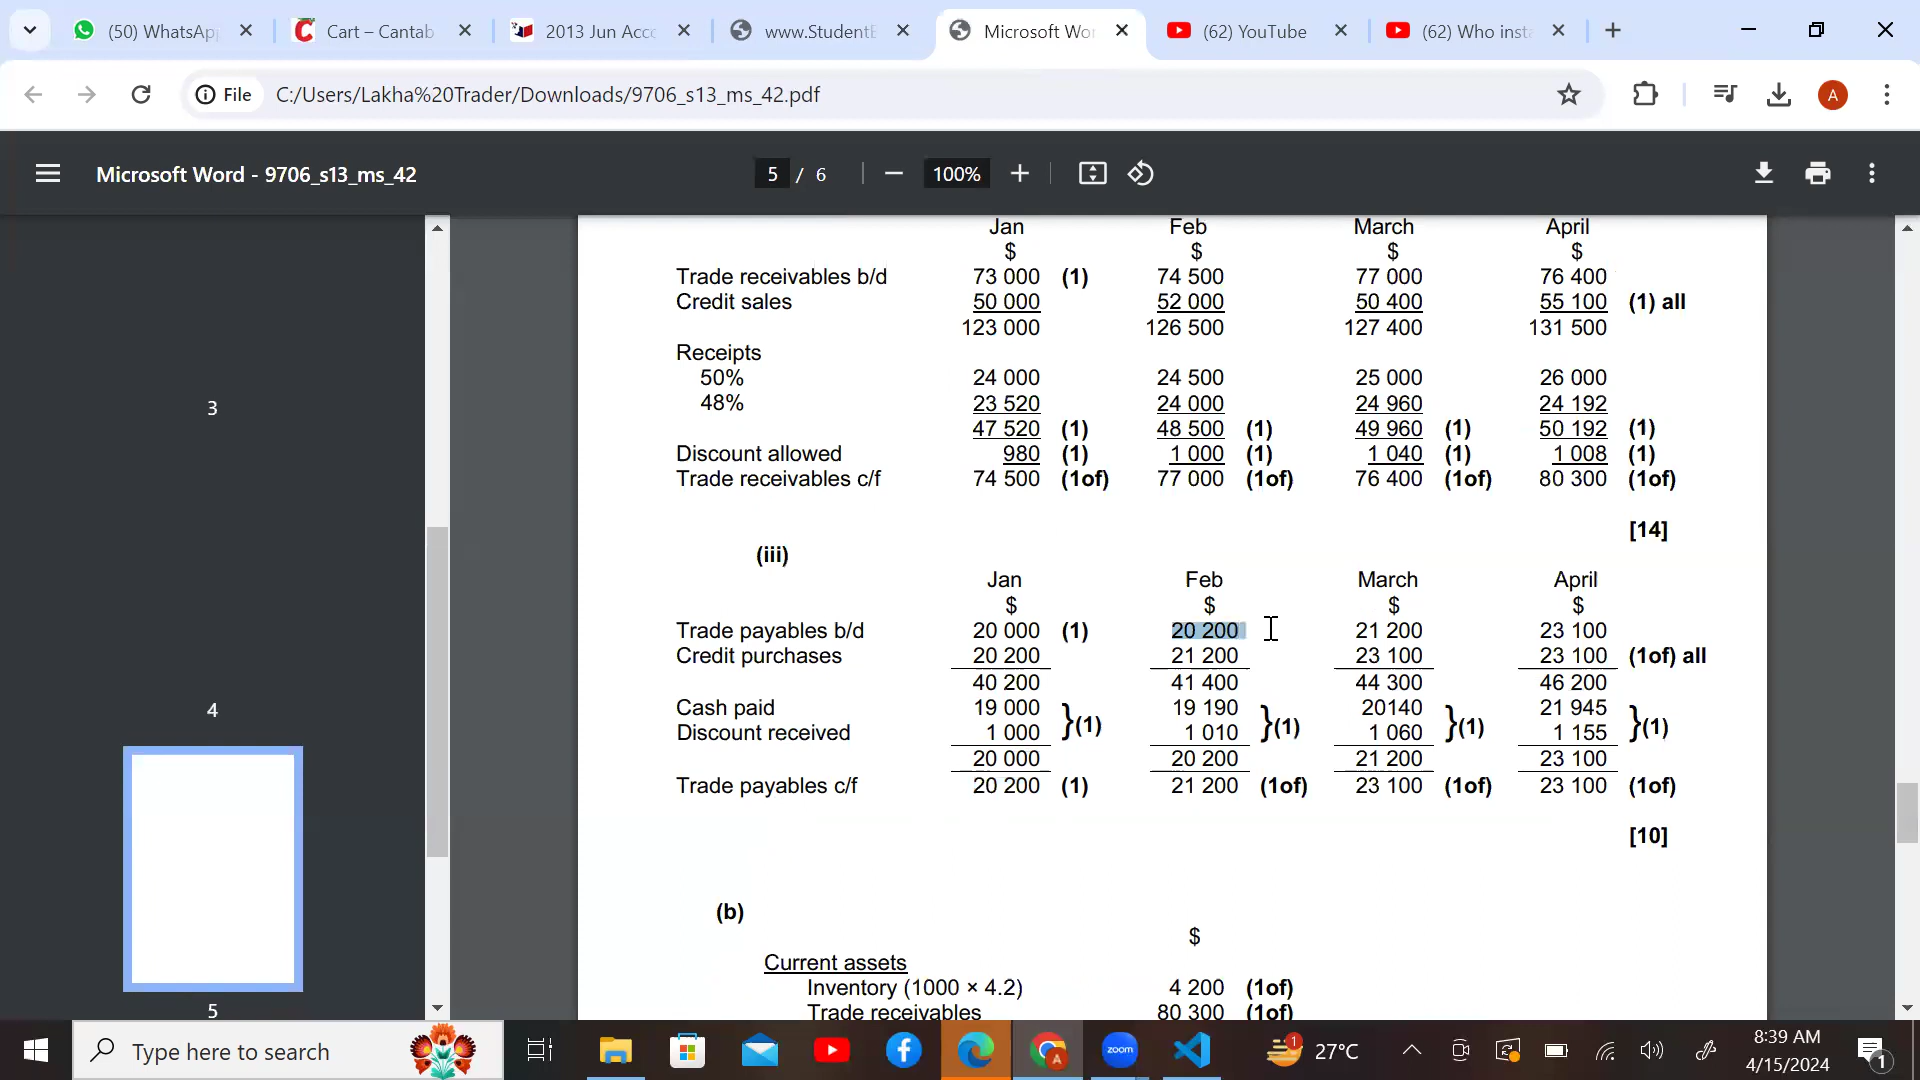 (50) WhatsApp
Cart – Cantab
2013 Jun Acco
www.StudentB
Microsoft Wor
(62) YouTube
(62) Who insta
File
C:/Users/Lakha%20Trader/Downloads/9706_s13_ms_42.pdf
A
Microsoft Word - 9706_s13_ms_42
5 / 6
100%
3
4
5
Jan Feb March April
$ $ $ $
Trade receivables b/d 73 000 (1) 74 500 77 000 76 400
Credit sales 50 000 52 000 50 400 55 100 (1) all
123 000 126 500 127 400 131 500
Receipts
50% 24 000 24 500 25 000 26 000
48% 23 520 24 000 24 960 24 192
47 520 (1) 48 500 (1) 49 960 (1) 50 192 (1)
Discount allowed 980 (1) 1 000 (1) 1 040 (1) 1 008 (1)
Trade receivables c/f 74 500 (1of) 77 000 (1of) 76 400 (1of) 80 300 (1of)
[14]
(iii)
Jan Feb March April
$ $ $ $
Trade payables b/d 20 000 (1) 20 200 21 200 23 100
Credit purchases 20 200 21 200 23 100 23 100 (1of) all
40 200 41 400 44 300 46 200
Cash paid 19 000 }(1) 19 190 }(1) 20140 }(1) 21 945 }(1)
Discount received 1 000 1 010 1 060 1 155
20 000 20 200 21 200 23 100
Trade payables c/f 20 200 (1) 21 200 (1of) 23 100 (1of) 23 100 (1of)
[10]
(b)
$
Current assets
Inventory (1000 × 4.2) 4 200 (1of)
Trade receivables 80 300 (1of)
Type here to search
zoom
A
1
27°C
8:39 AM
4/15/2024
1